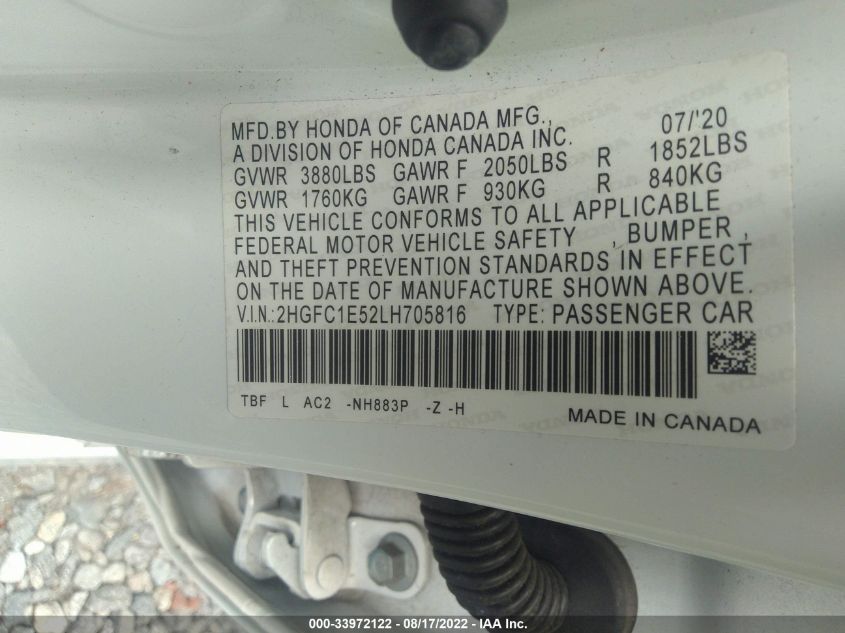 MFD.BY HONDA OF CANADA MFG., 07/'20
A DIVISION OF HONDA CANADA INC.
GVWR 3880LBS GAWR F 2050LBS R 1852LBS
GVWR 1760KG GAWR F 930KG R 840KG
THIS VEHICLE CONFORMS TO ALL APPLICABLE
FEDERAL MOTOR VEHICLE SAFETY , BUMPER ,
AND THEFT PREVENTION STANDARDS IN EFFECT
ON THE DATE OF MANUFACTURE SHOWN ABOVE.
V.I.N.:2HGFC1E52LH705816 TYPE: PASSENGER CAR
TBF L AC2 -NH883P -Z -H
MADE IN CANADA
000-33972122 - 08/17/2022 - IAA Inc.